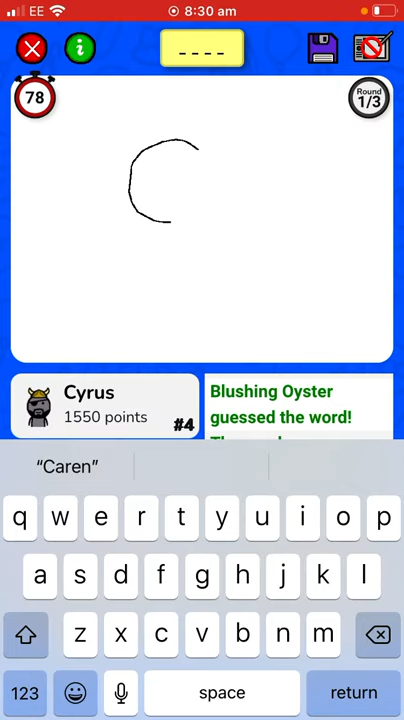 EE 8:30 am
i _ _ _ _
78
Round
1/3
Cyrus
1550 points
#4
Blushing Oyster
guessed the word!
“Caren”
q w e r t y u i o p
a s d f g h j k l
z x c v b n m
123 space return